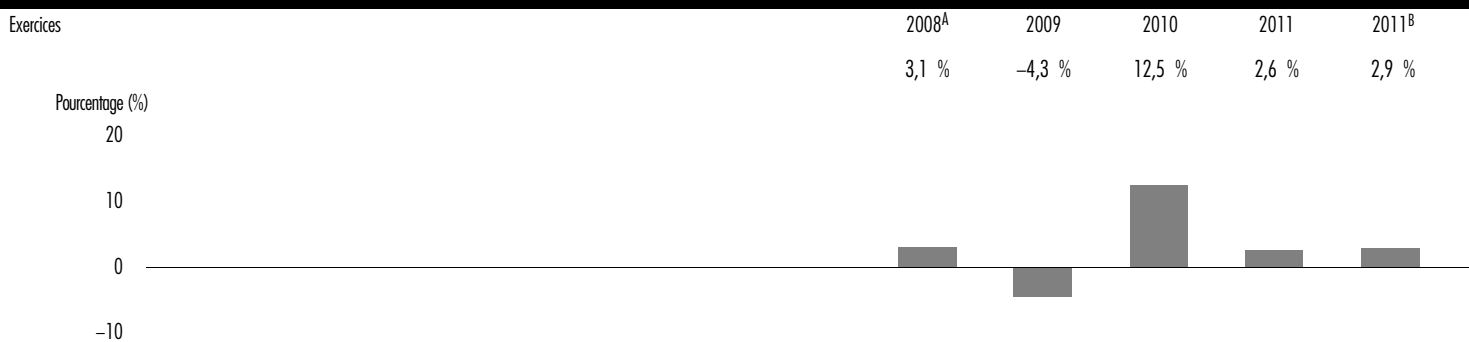 Exercices 2008A 2009 2010 2011 2011B
3,1 % –4,3 % 12,5 % 2,6 % 2,9 %
Pourcentage (%)
20
10
0
–10